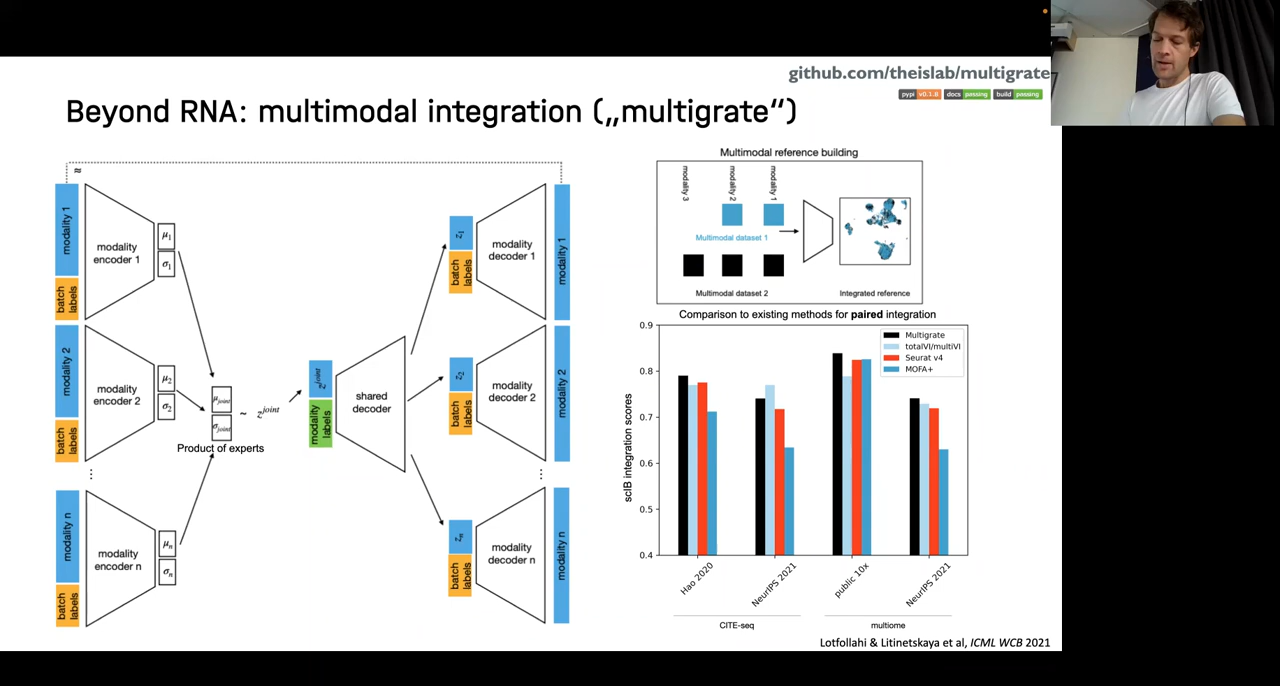 github.com/theislab/multigrate
pypi v0.1.8 docs passing build passing
Beyond RNA: multimodal integration („multigrate“)
≈
modality 1
batch labels
modality encoder 1
μ1
σ1
modality 2
batch labels
modality encoder 2
μ2
σ2
⋮
modality n
batch labels
modality encoder n
μn
σn
μjoint
σjoint
Product of experts
~ zjoint
zjoint
modality labels
shared decoder
z1
batch labels
modality decoder 1
modality 1
z2
batch labels
modality decoder 2
modality 2
⋮
zn
batch labels
modality decoder n
modality n
Multimodal reference building
modality 3
modality 2
modality 1
Multimodal dataset 1
Multimodal dataset 2
Integrated reference
Comparison to existing methods for paired integration
scIB integration scores
0.9
0.8
0.7
0.6
0.5
0.4
Multigrate
totalVI/multiVI
Seurat v4
MOFA+
Hao 2020
NeurIPS 2021
public 10x
NeurIPS 2021
CITE-seq
multiome
Lotfollahi & Litinetskaya et al, ICML WCB 2021